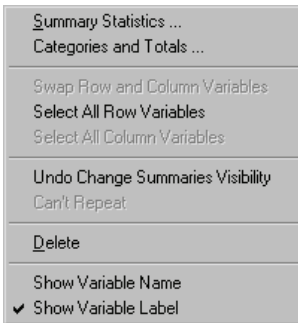 Summary Statistics ...
Categories and Totals ...
Swap Row and Column Variables
Select All Row Variables
Select All Column Variables
Undo Change Summaries Visibility
Can't Repeat
Delete
Show Variable Name
✔ Show Variable Label